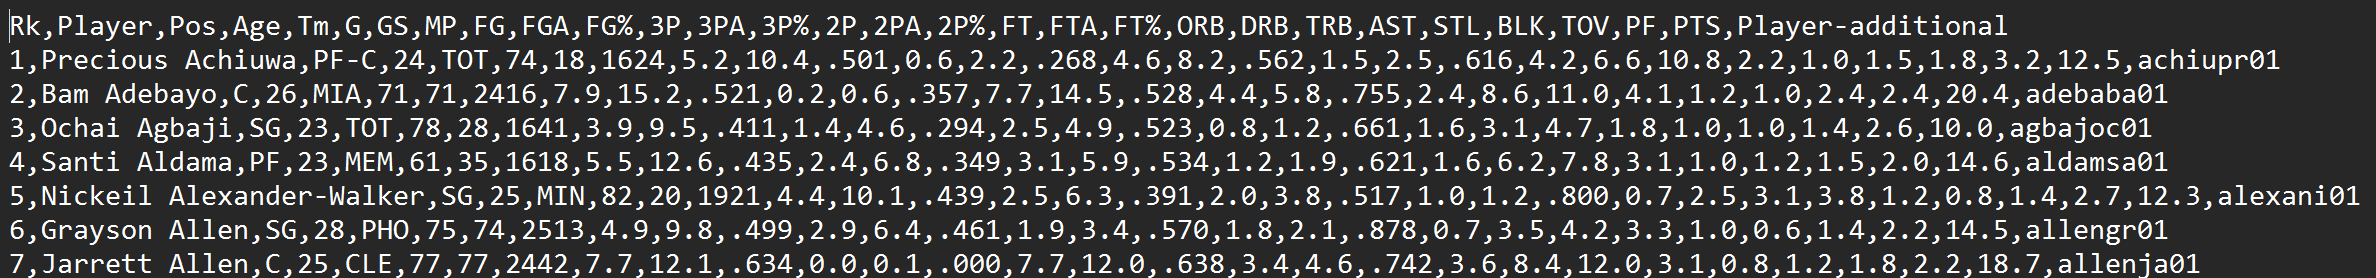 Rk,Player,Pos,Age,Tm,G,GS,MP,FG,FGA,FG%,3P,3PA,3P%,2P,2PA,2P%,FT,FTA,FT%,ORB,DRB,TRB,AST,STL,BLK,TOV,PF,PTS,Player-additional
1,Precious Achiuwa,PF-C,24,TOT,74,18,1624,5.2,10.4,.501,0.6,2.2,.268,4.6,8.2,.562,1.5,2.5,.616,4.2,6.6,10.8,2.2,1.0,1.5,1.8,3.2,12.5,achiupr01
2,Bam Adebayo,C,26,MIA,71,71,2416,7.9,15.2,.521,0.2,0.6,.357,7.7,14.5,.528,4.4,5.8,.755,2.4,8.6,11.0,4.1,1.2,1.0,2.4,2.4,20.4,adebaba01
3,Ochai Agbaji,SG,23,TOT,78,28,1641,3.9,9.5,.411,1.4,4.6,.294,2.5,4.9,.523,0.8,1.2,.661,1.6,3.1,4.7,1.8,1.0,1.0,1.4,2.6,10.0,agbajoc01
4,Santi Aldama,PF,23,MEM,61,35,1618,5.5,12.6,.435,2.4,6.8,.349,3.1,5.9,.534,1.2,1.9,.621,1.6,6.2,7.8,3.1,1.0,1.2,1.5,2.0,14.6,aldamsa01
5,Nickeil Alexander-Walker,SG,25,MIN,82,20,1921,4.4,10.1,.439,2.5,6.3,.391,2.0,3.8,.517,1.0,1.2,.800,0.7,2.5,3.1,3.8,1.2,0.8,1.4,2.7,12.3,alexani01
6,Grayson Allen,SG,28,PHO,75,74,2513,4.9,9.8,.499,2.9,6.4,.461,1.9,3.4,.570,1.8,2.1,.878,0.7,3.5,4.2,3.3,1.0,0.6,1.4,2.2,14.5,allengr01
7,Jarrett Allen,C,25,CLE,77,77,2442,7.7,12.1,.634,0.0,0.1,.000,7.7,12.0,.638,3.4,4.6,.742,3.6,8.4,12.0,3.1,0.8,1.2,1.8,2.2,18.7,allenja01